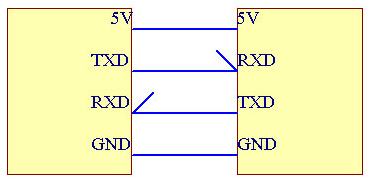 5V 5V
TXD RXD
RXD TXD
GND GND